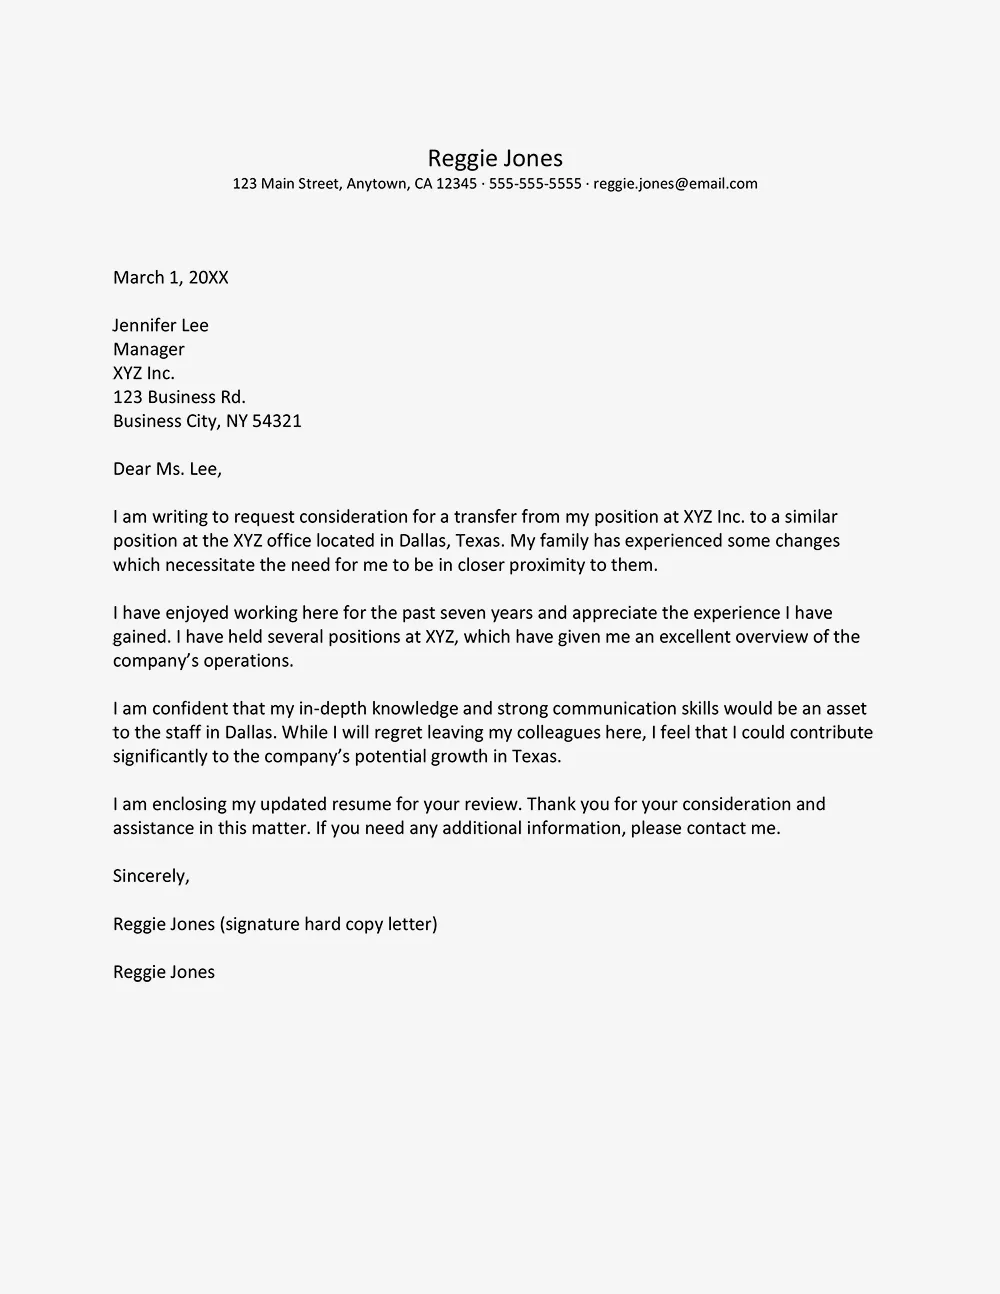 Reggie Jones
123 Main Street, Anytown, CA 12345 · 555-555-5555 · reggie.jones@email.com
March 1, 20XX
Jennifer Lee
Manager
XYZ Inc.
123 Business Rd.
Business City, NY 54321
Dear Ms. Lee,
I am writing to request consideration for a transfer from my position at XYZ Inc. to a similar
position at the XYZ office located in Dallas, Texas. My family has experienced some changes
which necessitate the need for me to be in closer proximity to them.
I have enjoyed working here for the past seven years and appreciate the experience I have
gained. I have held several positions at XYZ, which have given me an excellent overview of the
company’s operations.
I am confident that my in-depth knowledge and strong communication skills would be an asset
to the staff in Dallas. While I will regret leaving my colleagues here, I feel that I could contribute
significantly to the company’s potential growth in Texas.
I am enclosing my updated resume for your review. Thank you for your consideration and
assistance in this matter. If you need any additional information, please contact me.
Sincerely,
Reggie Jones (signature hard copy letter)
Reggie Jones